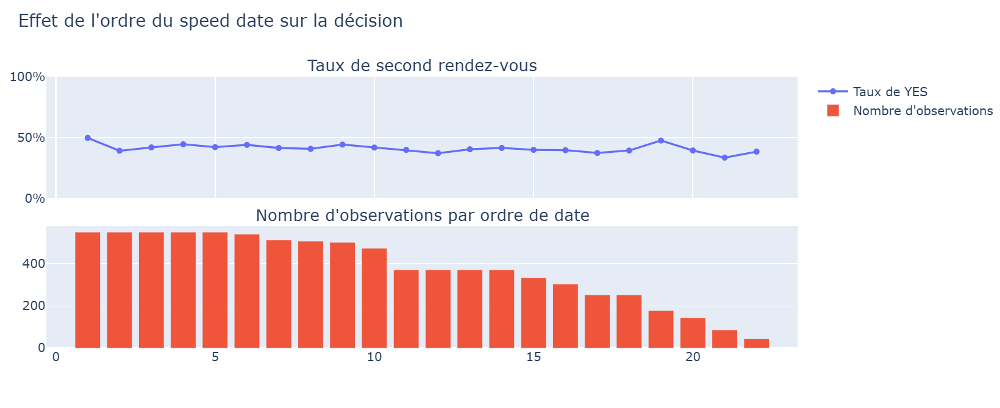 Effet de l'ordre du speed date sur la décision
Taux de second rendez-vous
100%
50%
0%
Taux de YES
Nombre d'observations
Nombre d'observations par ordre de date
400
200
0
0 5 10 15 20